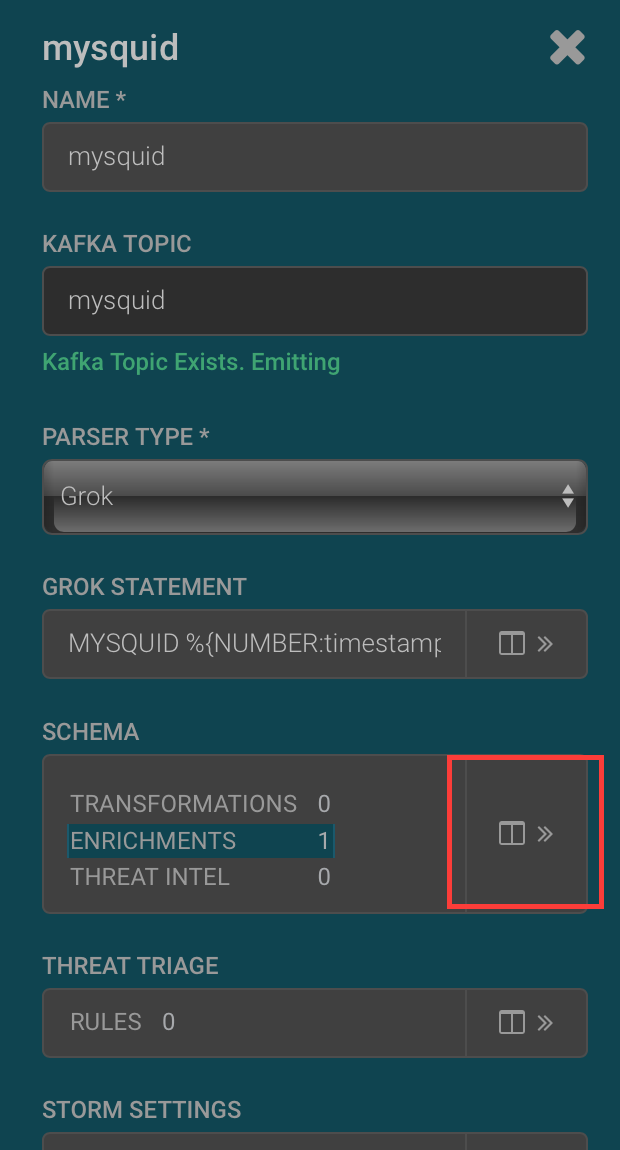 mysquid
NAME *
mysquid
KAFKA TOPIC
mysquid
Kafka Topic Exists. Emitting
PARSER TYPE *
Grok
GROK STATEMENT
MYSQUID %{NUMBER:timestamp
SCHEMA
TRANSFORMATIONS 0
ENRICHMENTS 1
THREAT INTEL 0
THREAT TRIAGE
RULES 0
STORM SETTINGS